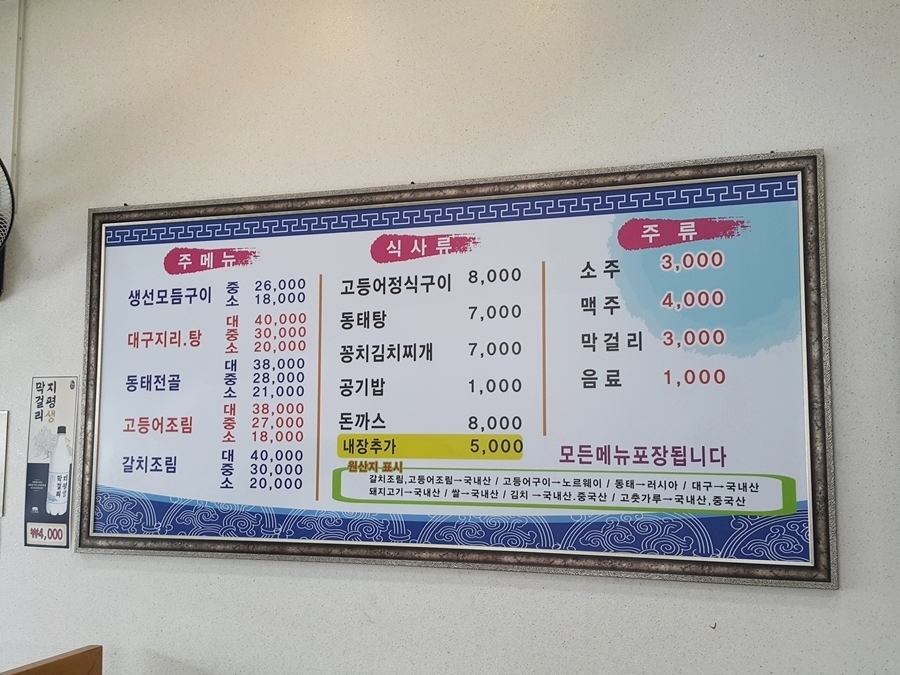 주메뉴
생선모듬구이 중 26,000
소 18,000
대구지리.탕 대 40,000
중 30,000
소 20,000
동태전골 대 38,000
중 28,000
소 21,000
고등어조림 대 38,000
중 27,000
소 18,000
갈치조림 대 40,000
중 30,000
소 20,000
식사류
고등어정식구이 8,000
동태탕 7,000
꽁치김치찌개 7,000
공기밥 1,000
돈까스 8,000
내장추가 5,000
주류
소주 3,000
맥주 4,000
막걸리 3,000
음료 1,000
모든메뉴포장됩니다
원산지 표시
갈치조림,고등어조림→국내산 / 고등어구이→노르웨이 / 동태→러시아 / 대구→국내산
돼지고기→국내산 / 쌀→국내산 / 김치→국내산,중국산 / 고춧가루→국내산,중국산
지평생
막걸리
지평생
막걸리
₩4,000